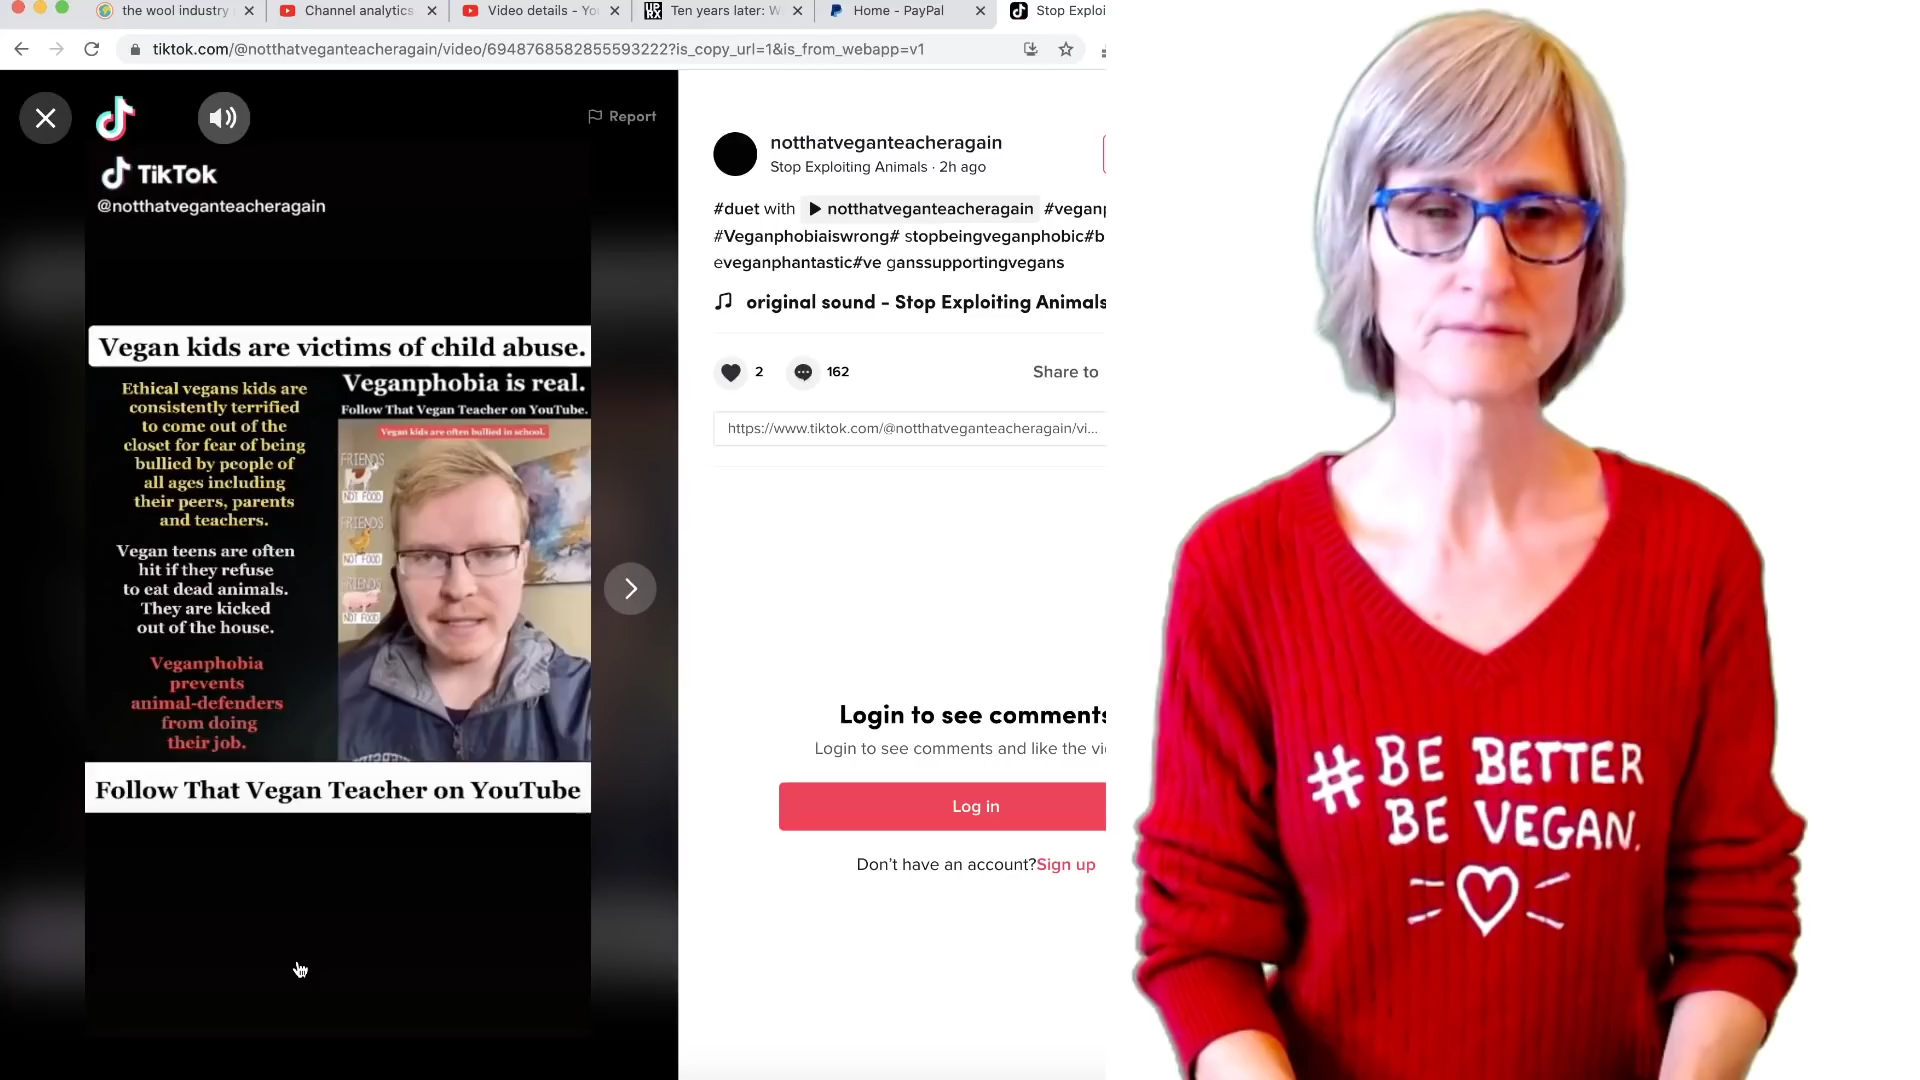 the wool industry
Channel analytics
Video details - Yo
UPRX
Ten years later: W
Home - PayPal
Stop Exploi
tiktok.com/@notthatveganteacheragain/video/6948768582855593222?is_copy_url=1&is_from_webapp=v1
Report
TikTok
@notthatveganteacheragain
Vegan kids are victims of child abuse.
Ethical vegans kids are
consistently terrified
to come out of the
closet for fear of being
bullied by people of
all ages including
their peers, parents
and teachers.
Vegan teens are often
hit if they refuse
to eat dead animals.
They are kicked
out of the house.
Veganphobia
prevents
animal-defenders
from doing
their job.
Veganphobia is real.
Follow That Vegan Teacher on YouTube.
Vegan kids are often bullied in school.
FRIENDS
NOT FOOD
FRIENDS
NOT FOOD
FRIENDS
NOT FOOD
Follow That Vegan Teacher on YouTube
notthatveganteacheragain
Stop Exploiting Animals · 2h ago
#duet with notthatveganteacheragain #veganp
#Veganphobiaiswrong# stopbeingveganphobic#b
eveganphantastic#ve ganssupportingvegans
original sound - Stop Exploiting Animals
2
162
Share to
https://www.tiktok.com/@notthatveganteacheragain/vi...
Login to see comments
Login to see comments and like the vi
Log in
Don't have an account?Sign up
#BE BETTER
BE VEGAN.